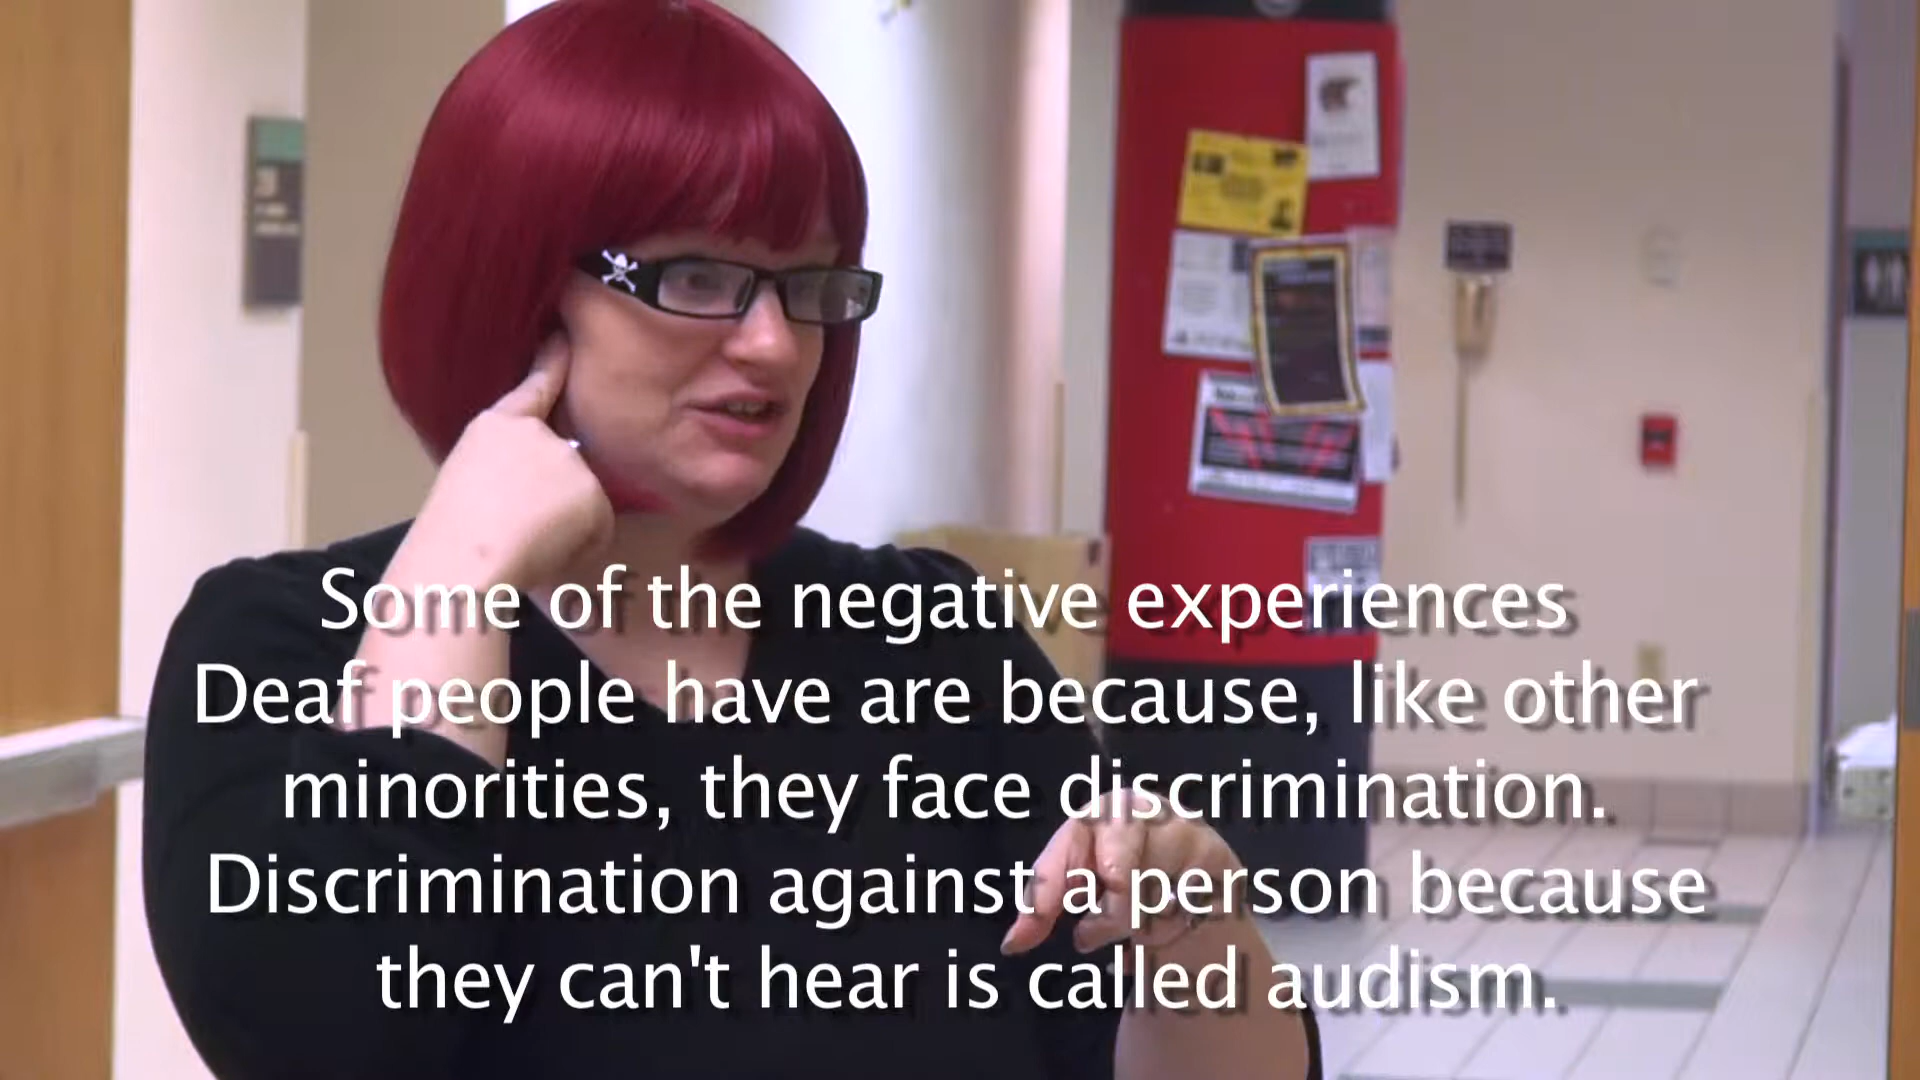 Some of the negative experiences
Deaf people have are because, like other
minorities, they face discrimination.
Discrimination against a person because
they can't hear is called audism.